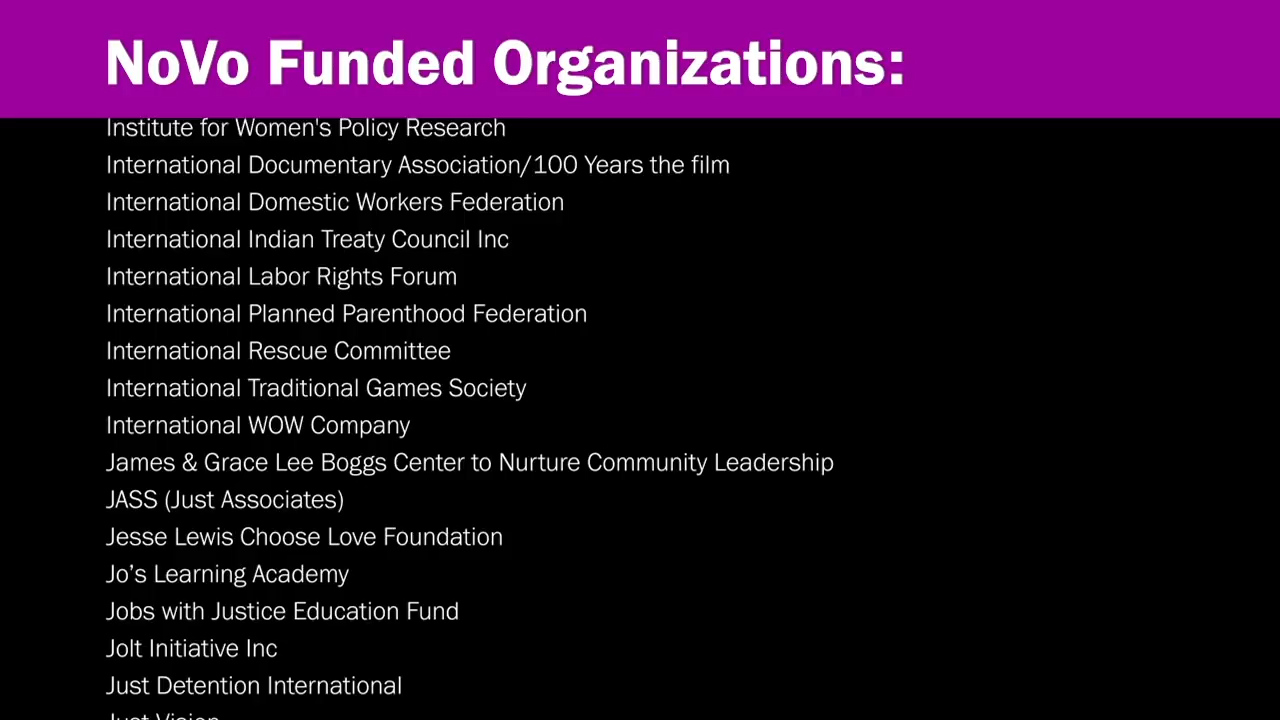 NoVo Funded Organizations:
Institute for Women's Policy Research
International Documentary Association/100 Years the film
International Domestic Workers Federation
International Indian Treaty Council Inc
International Labor Rights Forum
International Planned Parenthood Federation
International Rescue Committee
International Traditional Games Society
International WOW Company
James & Grace Lee Boggs Center to Nurture Community Leadership
JASS (Just Associates)
Jesse Lewis Choose Love Foundation
Jo’s Learning Academy
Jobs with Justice Education Fund
Jolt Initiative Inc
Just Detention International
Just Vision